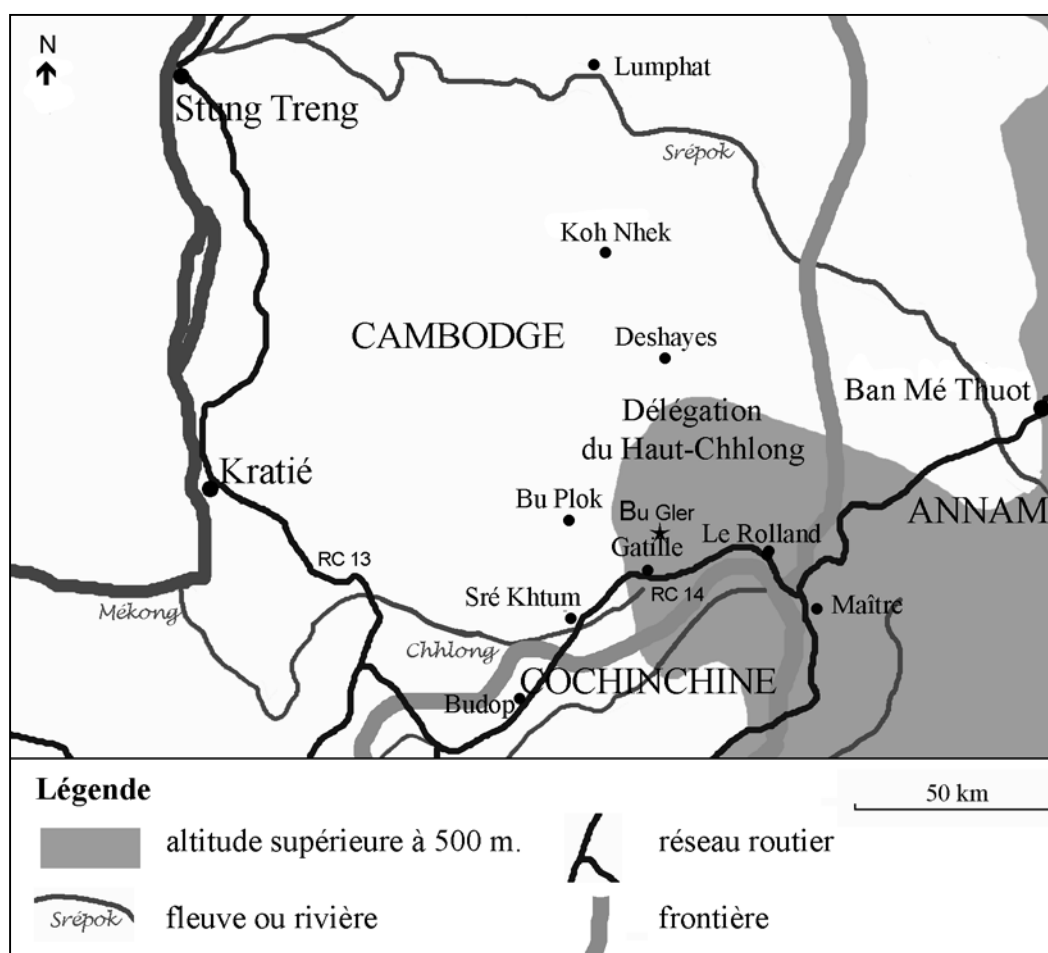 N
Lumphat
Stung Treng
Srépok
Koh Nhek
CAMBODGE
Deshayes
Ban Mé Thuot
Délégation
du Haut-Chhlong
Kratié
Bu Plok
Bu Gler
ANNAM
Le Rolland
Gatille
RC 13
RC 14
Sré Khtum
Maître
Mékong
Chhlong
COCHINCHINE
Budop
Légende
50 km
altitude supérieure à 500 m.
réseau routier
Srépok
fleuve ou rivière
frontière